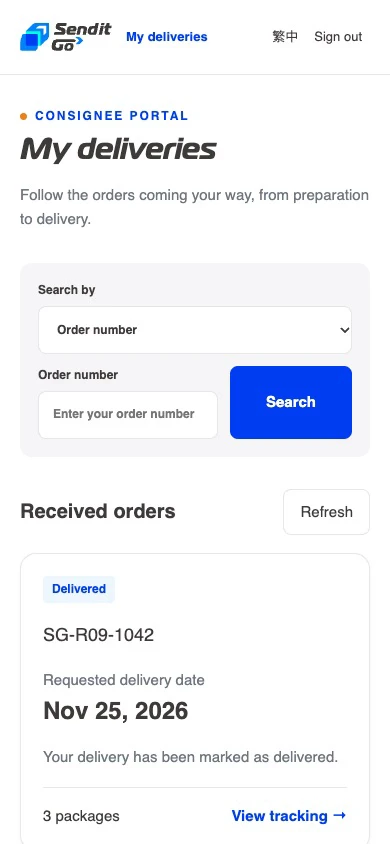 Sendit
Go
My deliveries
繁中
Sign out
CONSIGNEE PORTAL
My deliveries
Follow the orders coming your way, from preparation
to delivery.
Search by
Order number
Order number
Enter your order number
Search
Received orders
Refresh
Delivered
SG-R09-1042
Requested delivery date
Nov 25, 2026
Your delivery has been marked as delivered.
3 packages
View tracking →